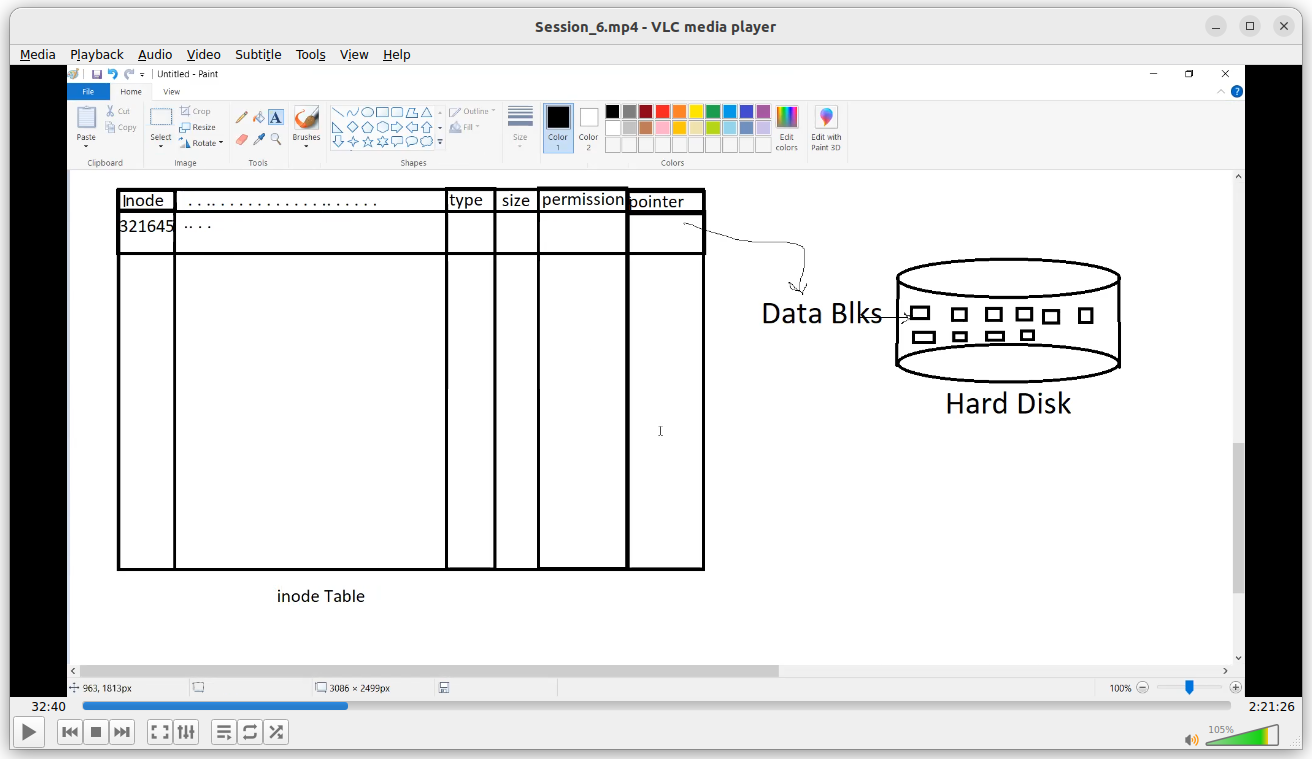 Session_6.mp4 - VLC media player
Media Playback Audio Video Subtitle Tools View Help
Untitled - Paint
File Home View
Paste Cut Copy Select Crop Resize Rotate A Brushes Outline Fill Size Color 1 Color 2 Edit colors Edit with Paint 3D
Clipboard Image Tools Shapes Colors
Inode . . .. . . . . . . . . . . . .. . . . . . type size permission pointer
321645 .. . .
Data Blks
Hard Disk
inode Table
963, 1813px 3086 × 2499px 100%
32:40 2:21:26
105%